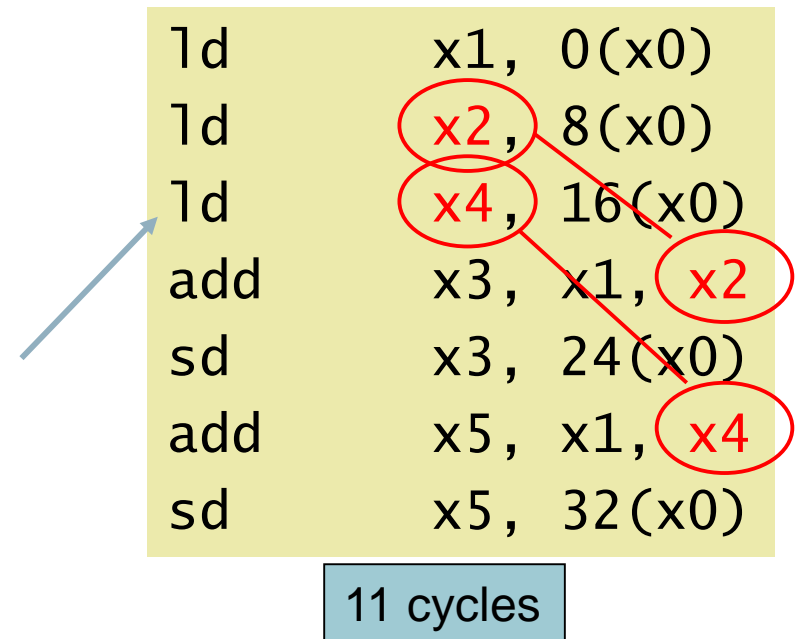 ld x1, 0(x0)
ld x2, 8(x0)
ld x4, 16(x0)
add x3, x1, x2
sd x3, 24(x0)
add x5, x1, x4
sd x5, 32(x0)
11 cycles